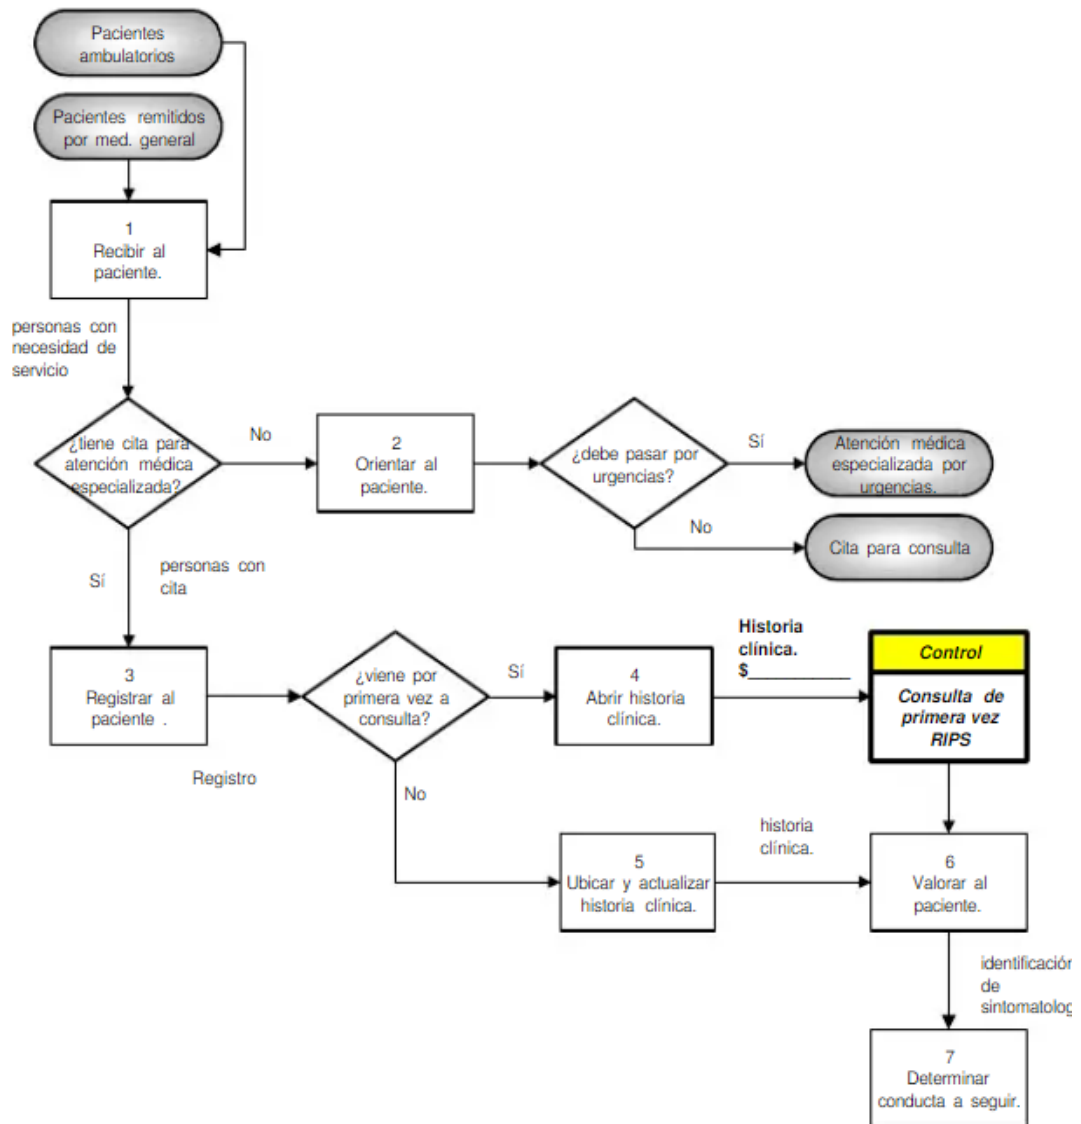 Pacientes
ambulatorios
Pacientes remitidos
por med. general
1
Recibir al
paciente.
personas con
necesidad de
servicio
¿tiene cita para
atención médica
especializada?
No
2
Orientar al
paciente.
¿debe pasar por
urgencias?
Sí
Atención médica
especializada por
urgencias.
No
Cita para consulta
Sí
personas con
cita
3
Registrar al
paciente .
Registro
¿viene por
primera vez a
consulta?
Sí
4
Abrir historia
clínica.
Historia
clínica.
$___________
Control
Consulta de
primera vez
RIPS
No
5
Ubicar y actualizar
historia clínica.
historia
clínica.
6
Valorar al
paciente.
identificación
de
sintomatolog
7
Determinar
conducta a seguir.